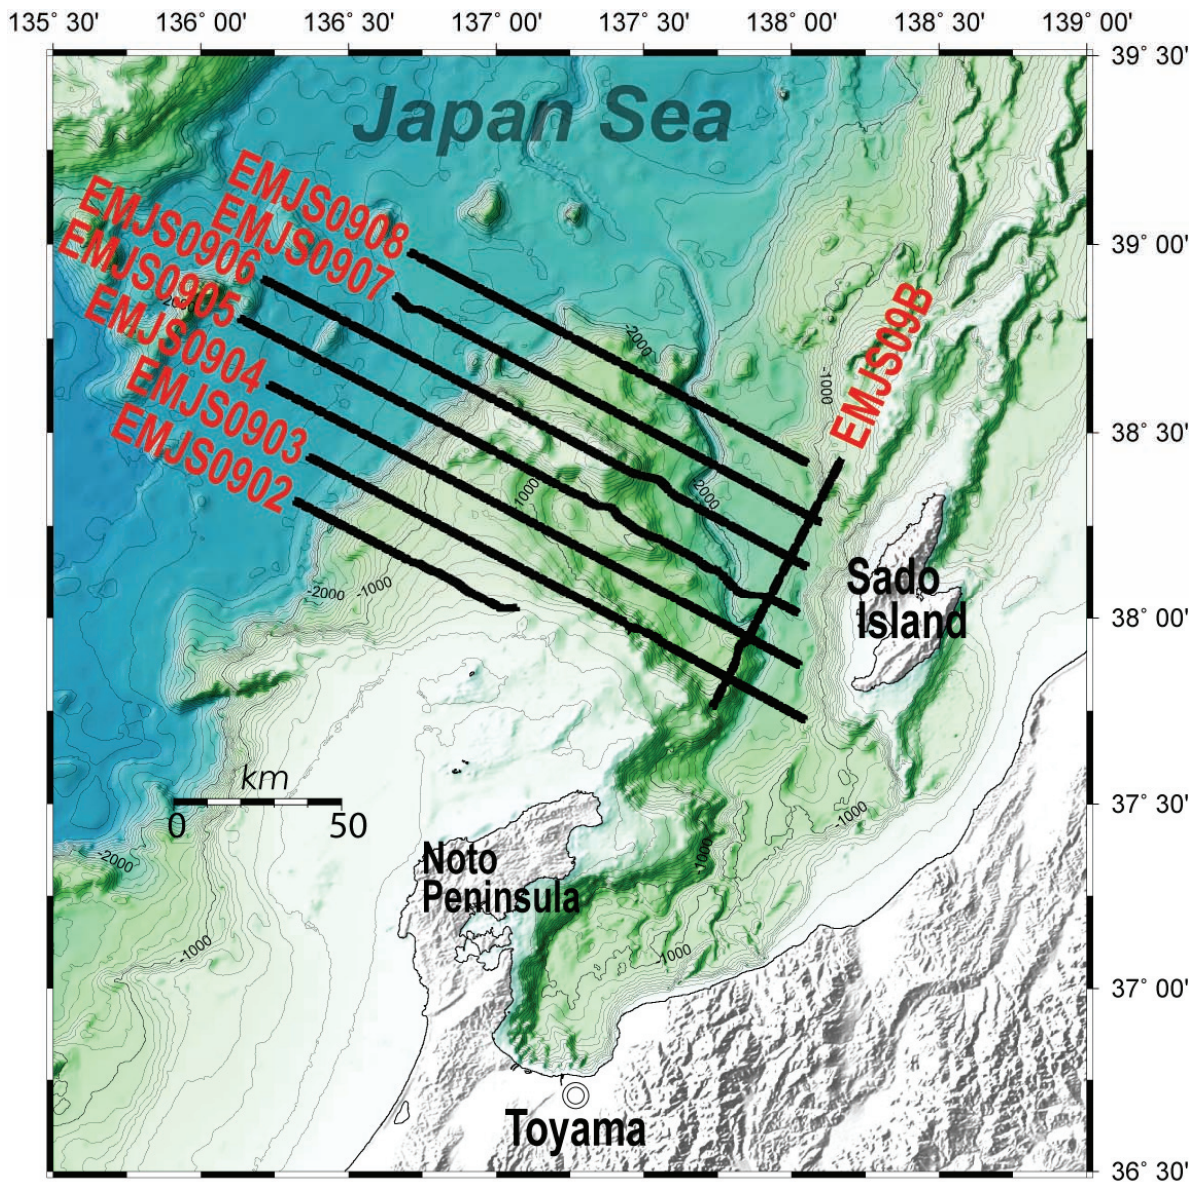 135° 30' 136° 00' 136° 30' 137° 00' 137° 30' 138° 00' 138° 30' 139° 00'
39° 30'
Japan Sea
EMJS0908
EMJS0907
EMJS0906
EMJS0905
EMJS0904
EMJS0903
EMJS0902
39° 00'
-2000
-2000
-1000
EMJS09B
38° 30'
-1000
-2000
Sado
Island
-2000
-1000
38° 00'
km
0 50
37° 30'
-1000
-2000
-1000
Noto
Peninsula
-1000
-1000
37° 00'
Toyama
36° 30'